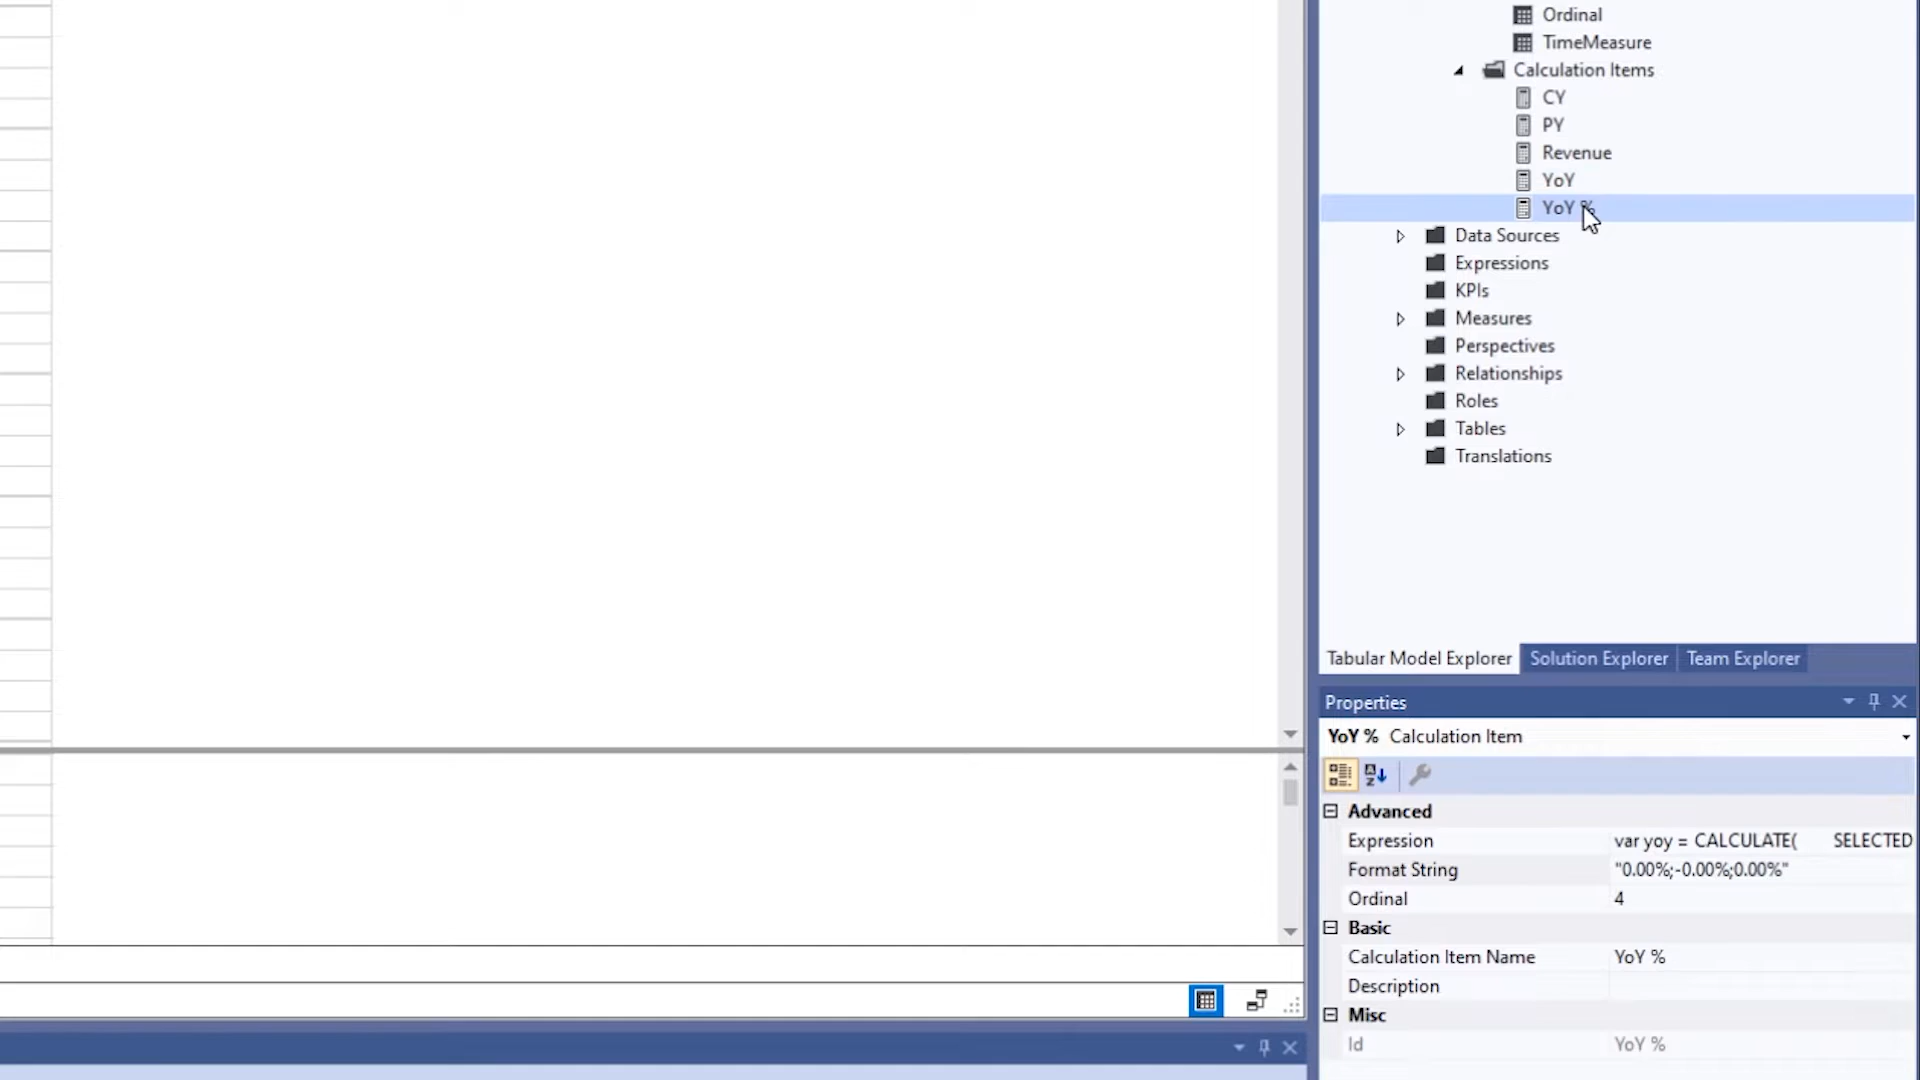 Ordinal
TimeMeasure
Calculation Items
CY
PY
Revenue
YoY
YoY %
Data Sources
Expressions
KPIs
Measures
Perspectives
Relationships
Roles
Tables
Translations
Tabular Model Explorer Solution Explorer Team Explorer
Properties
YoY % Calculation Item
Advanced
Expression var yoy = CALCULATE( SELECTED
Format String "0.00%;-0.00%;0.00%"
Ordinal 4
Basic
Calculation Item Name YoY %
Description
Misc
Id YoY %